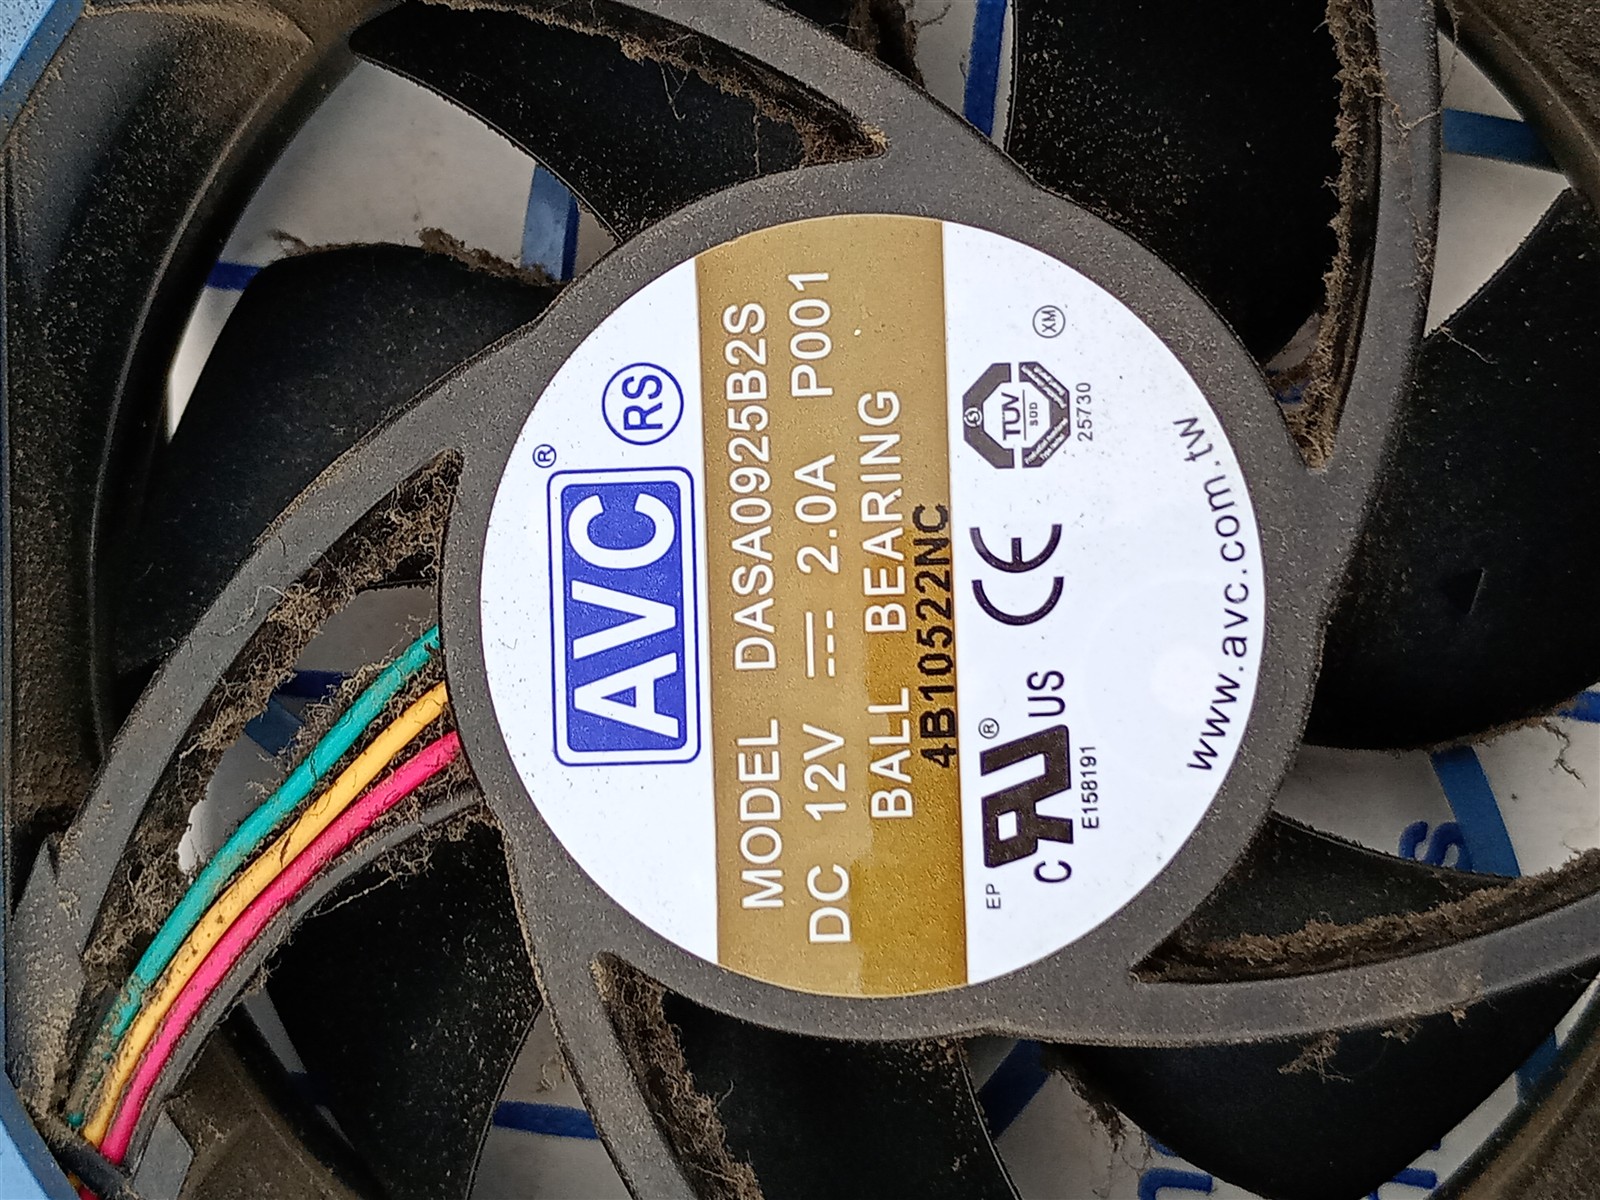 AVC ® RS
MODEL DASA0925B2S
DC 12V 2.0A P001
BALL BEARING
4B10522NC
EP c RU ® US CE TÜV SÜD XM
E158191 25730
www.avc.com.tw